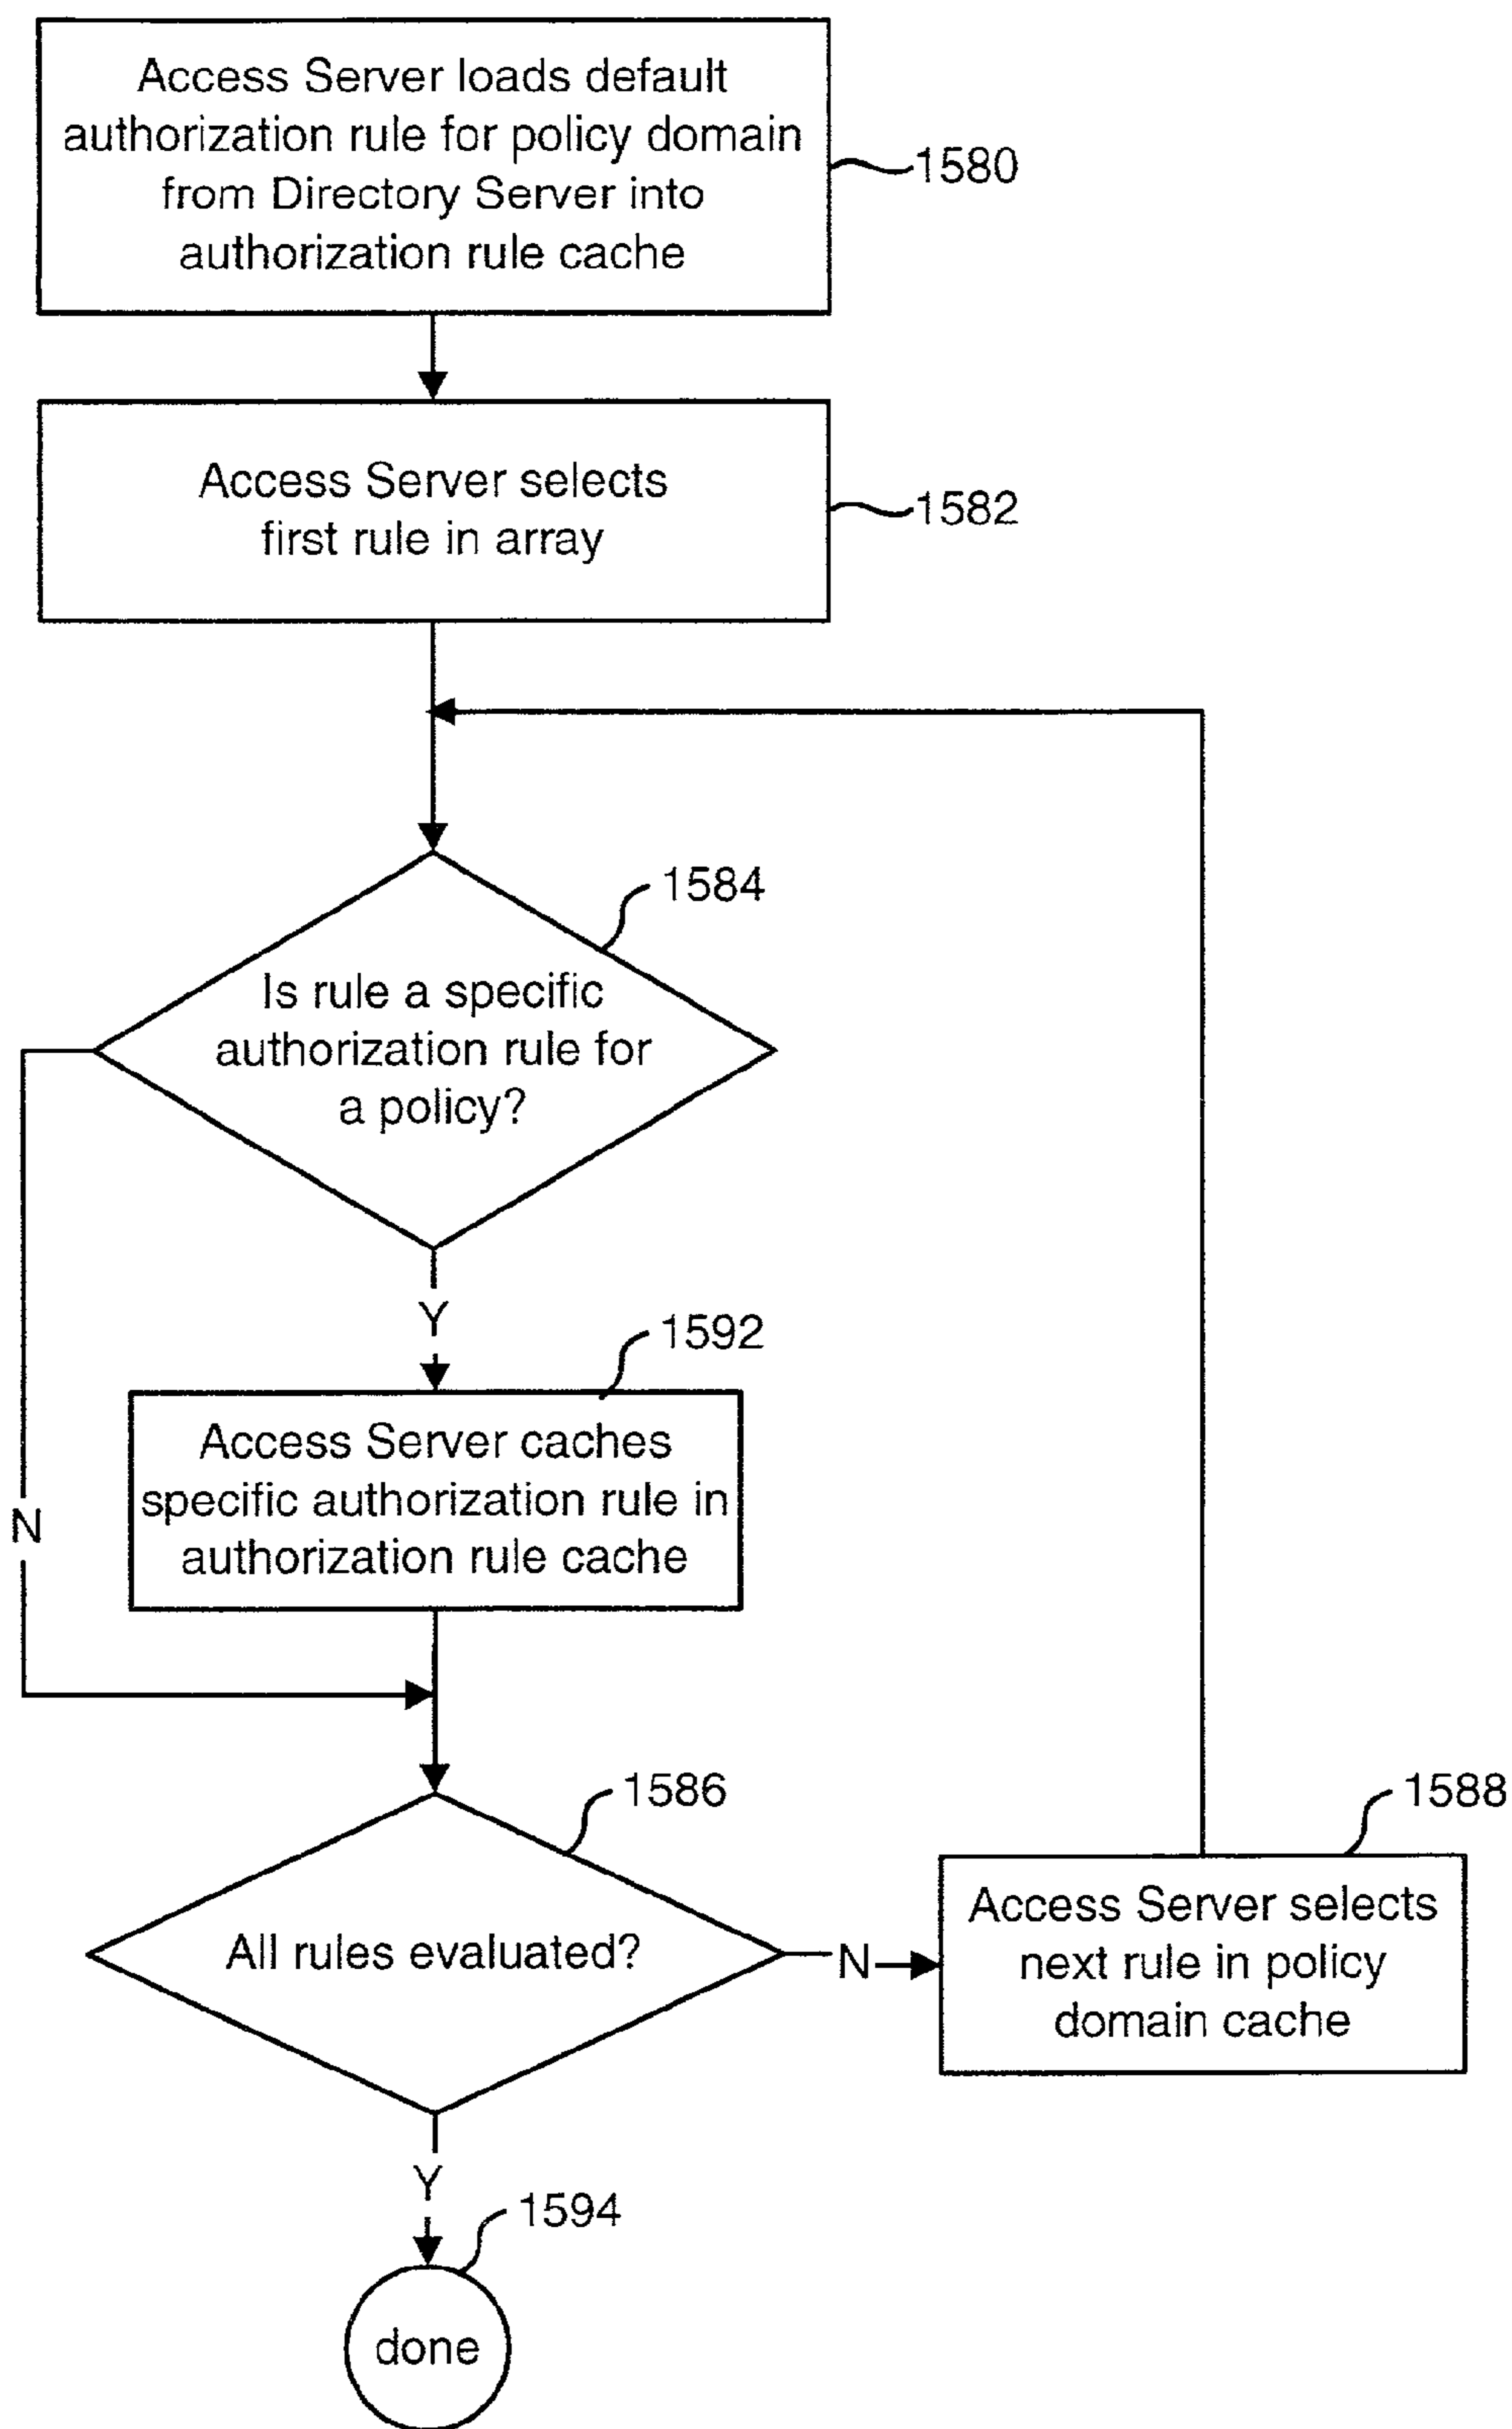 Access Server loads default
authorization rule for policy domain
from Directory Server into
authorization rule cache
1580
Access Server selects
first rule in array
1582
1584
Is rule a specific
authorization rule for
a policy?
Y
1592
Access Server caches
specific authorization rule in
authorization rule cache
N
1586
All rules evaluated?
N
1588
Access Server selects
next rule in policy
domain cache
Y
1594
done